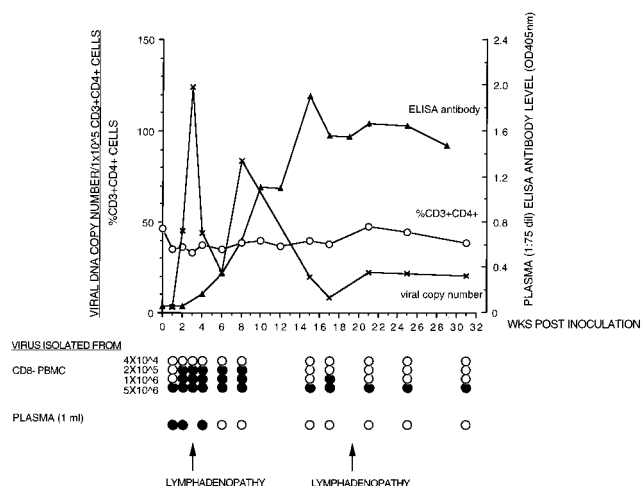 VIRAL DNA COPY NUMBER/1x10^5 CD3+CD4+ CELLS
%CD3+CD4+ CELLS
150
100
50
0
2.4
2.0
1.6
1.2
0.8
0.4
0
PLASMA (1:75 dil) ELISA ANTIBODY LEVEL (OD405nm)
ELISA antibody
%CD3+CD4+
viral copy number
0 2 4 6 8 10 12 14 16 18 20 22 24 26 28 30 32
WKS POST INOCULATION
VIRUS ISOLATED FROM
CD8- PBMC
4X10^4
2X10^5
1X10^6
5X10^6
PLASMA (1 ml)
LYMPHADENOPATHY LYMPHADENOPATHY